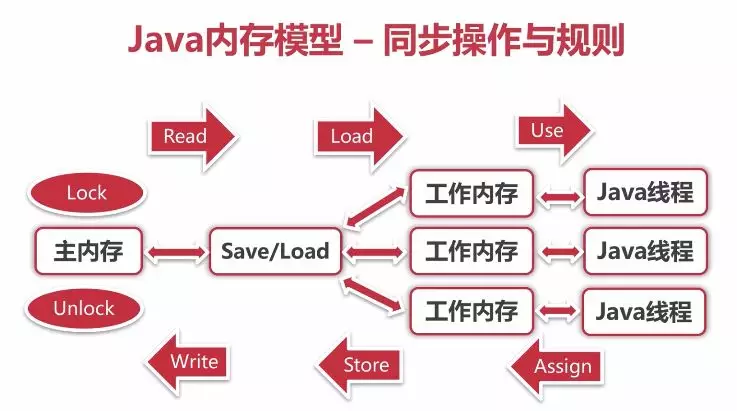 Java内存模型 – 同步操作与规则
Read
Load
Use
Lock
工作内存
Java线程
主内存
Save/Load
工作内存
Java线程
Unlock
工作内存
Java线程
Write
Store
Assign